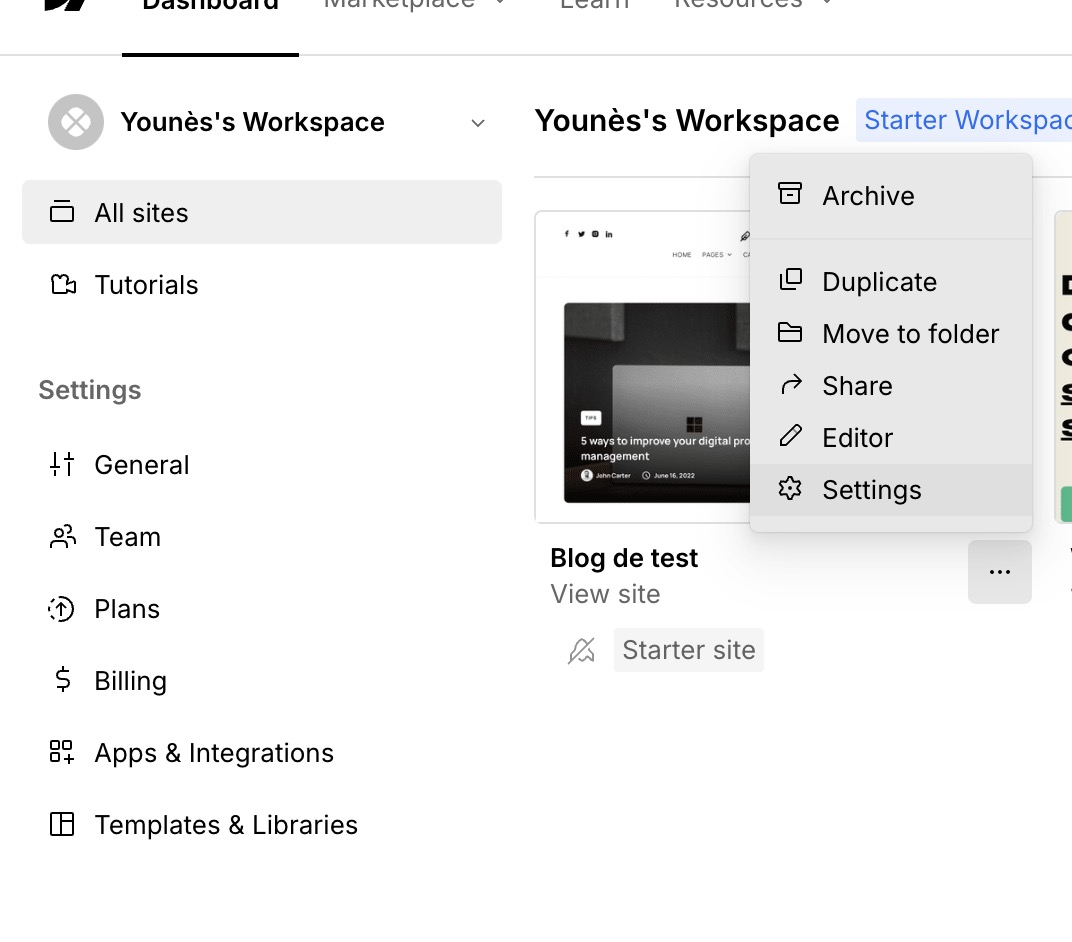 Dashboard
Marketplace
Learn
Resources
Younès's Workspace
All sites
Tutorials
Settings
General
Team
Plans
Billing
Apps & Integrations
Templates & Libraries
Younès's Workspace
Starter Workspac
HOME PAGES
TIPS
5 ways to improve your digital pro
management
John Carter June 16, 2022
Archive
Duplicate
Move to folder
Share
Editor
Settings
Blog de test
View site
Starter site